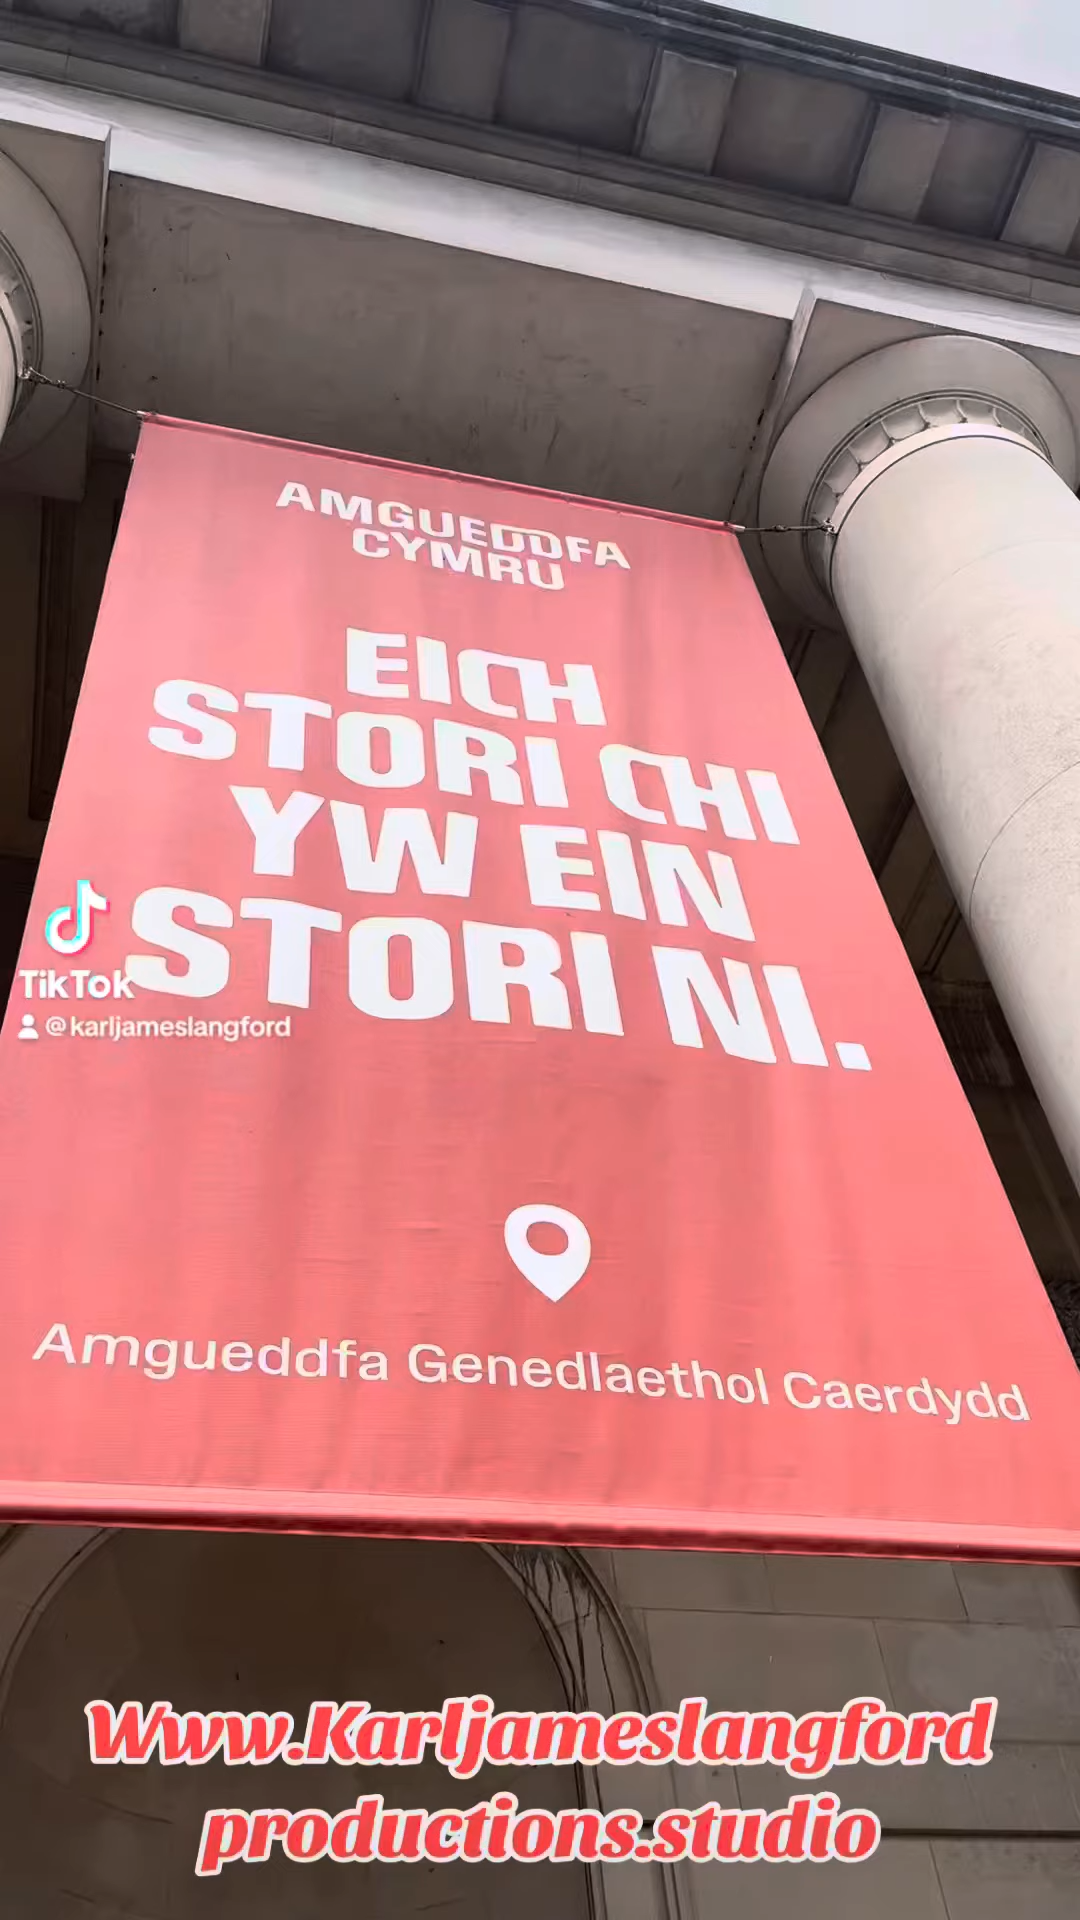 AMGUEDDFA
CYMRU
EICH
STORI CHI
YW EIN
STORI NI.
TikTok
@karljameslangford
Amgueddfa Genedlaethol Caerdydd
Www.Karljameslangford
productions.studio